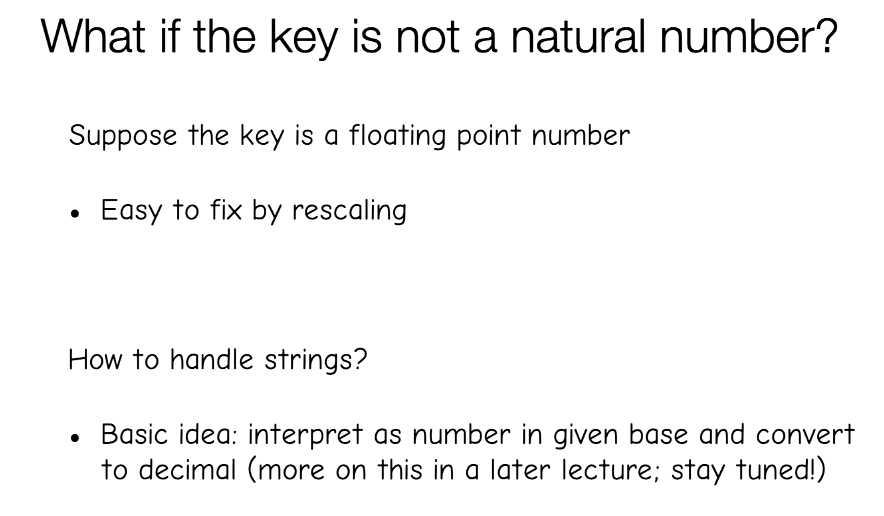 What if the key is not a natural number?
Suppose the key is a floating point number
• Easy to fix by rescaling
How to handle strings?
• Basic idea: interpret as number in given base and convert
to decimal (more on this in a later lecture; stay tuned!)